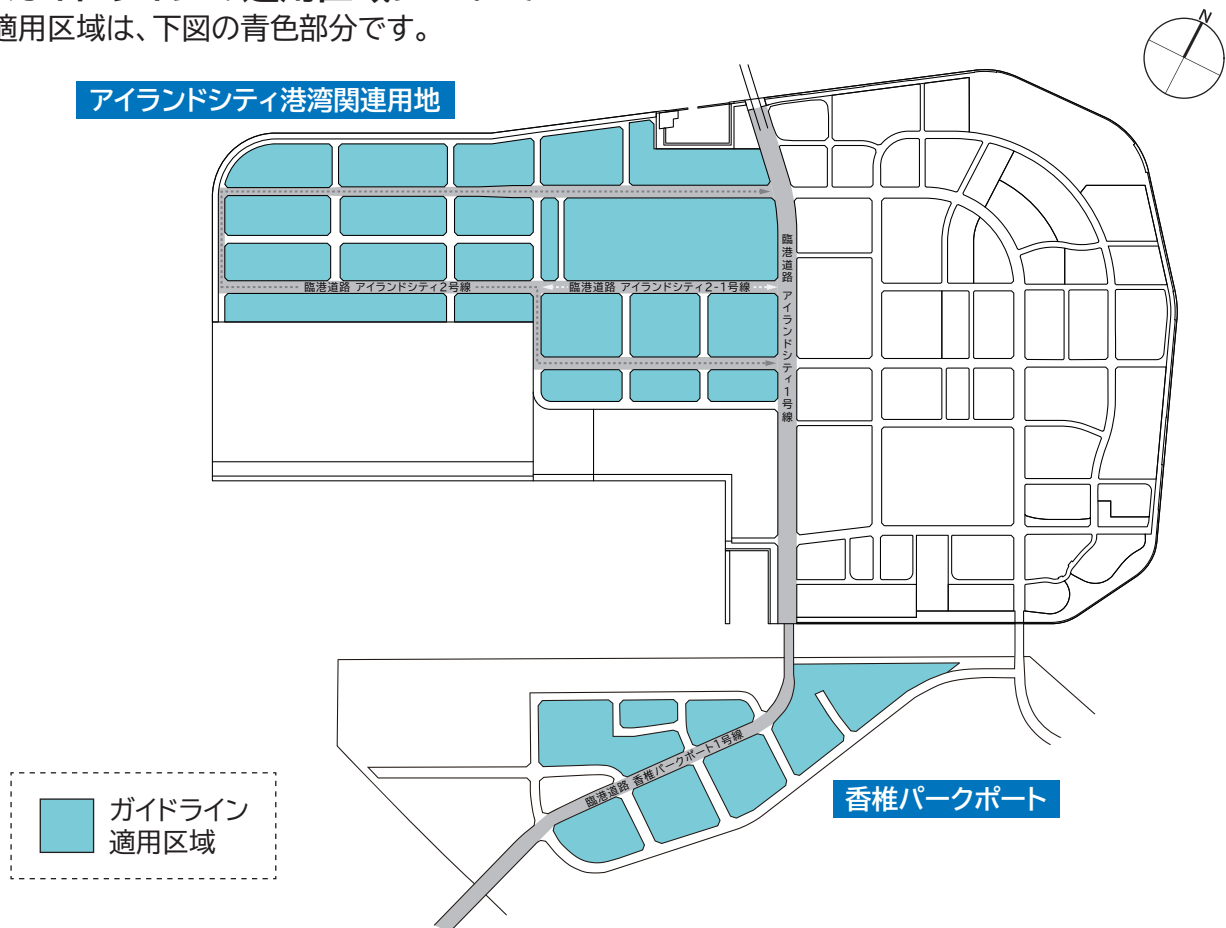 適用区域は、下図の青色部分です。
N
アイランドシティ港湾関連用地
臨港道路 アイランドシティ1号線
臨港道路 アイランドシティ2号線
臨港道路 アイランドシティ2-1号線
臨港道路 香椎パークポート1号線
香椎パークポート
ガイドライン
適用区域